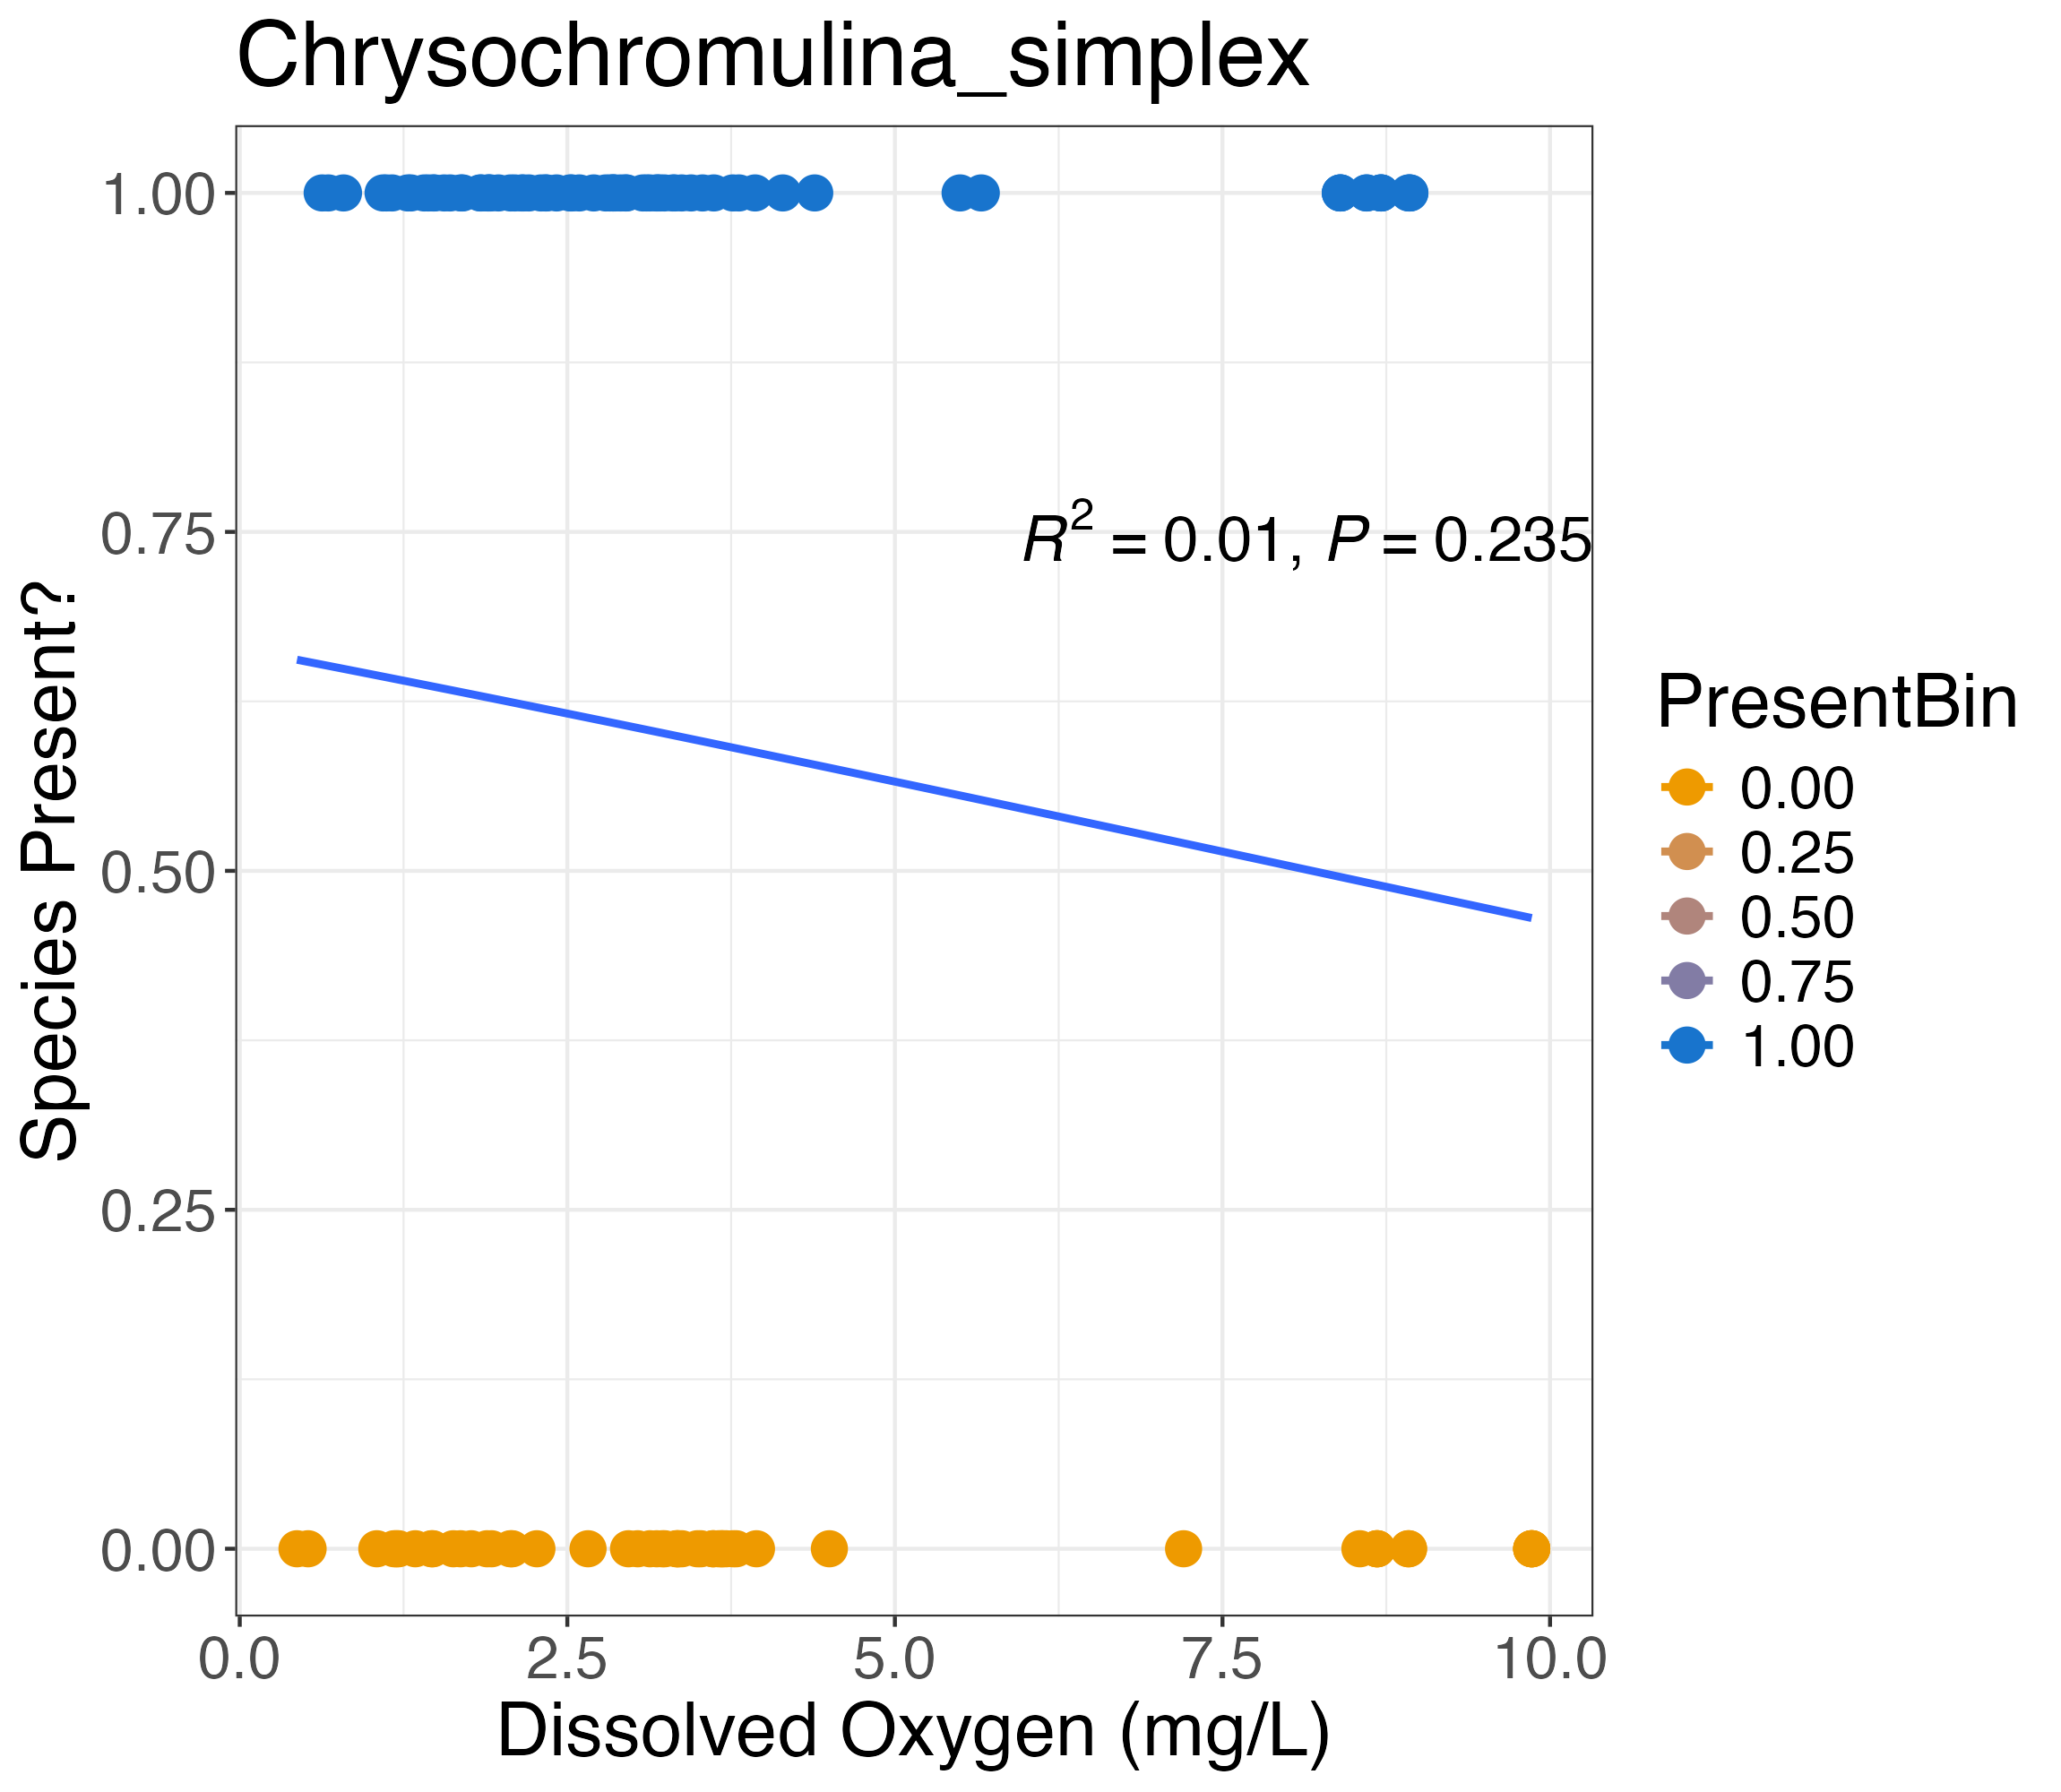 Chrysochromulina_simplex
1.00
0.75
0.50
0.25
0.00
Species Present?
R² = 0.01, P = 0.235
0.0 2.5 5.0 7.5 10.0
Dissolved Oxygen (mg/L)
PresentBin
0.00
0.25
0.50
0.75
1.00